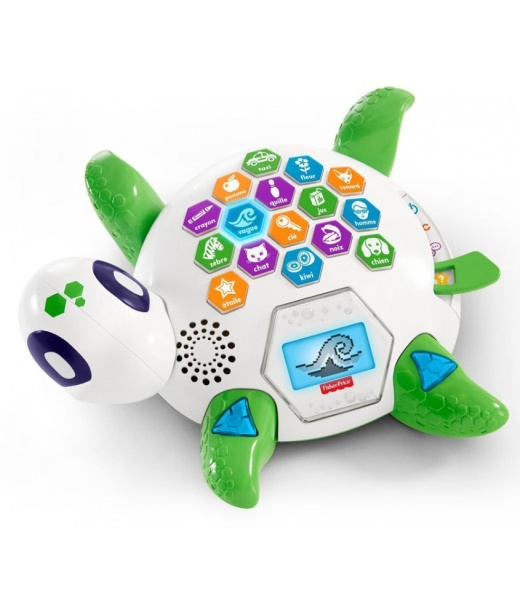 taxi
fleur
renard
pomme
quille
jus
homme
crayon
vague
clé
noix
chien
zèbre
chat
kiwi
étoile
Fisher-Price
?